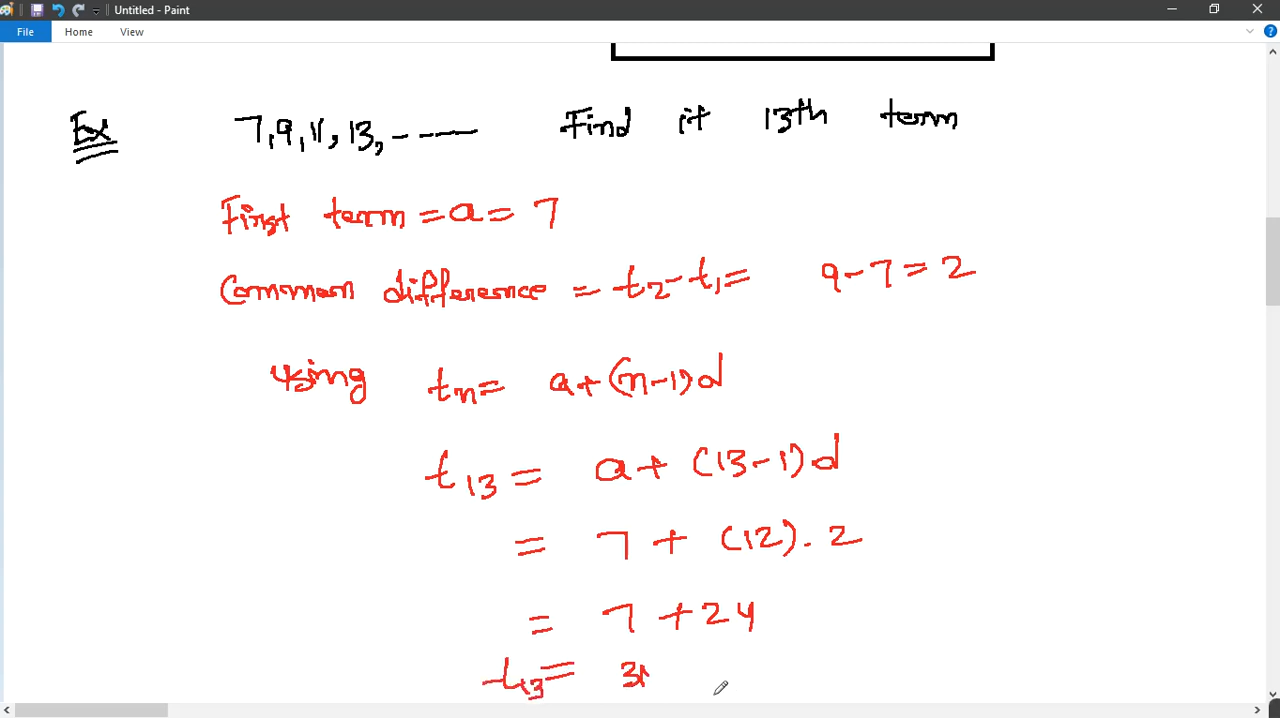 Untitled - Paint
File Home View
Ex 7, 9, 11, 13, ------ Find it 13th term
First term = a = 7
Common difference = t₂ - t₁ = 9 - 7 = 2
using tₙ = a + (n-1)d
t₁₃ = a + (13-1)d
= 7 + (12) . 2
= 7 + 24
t₁₃ = 31